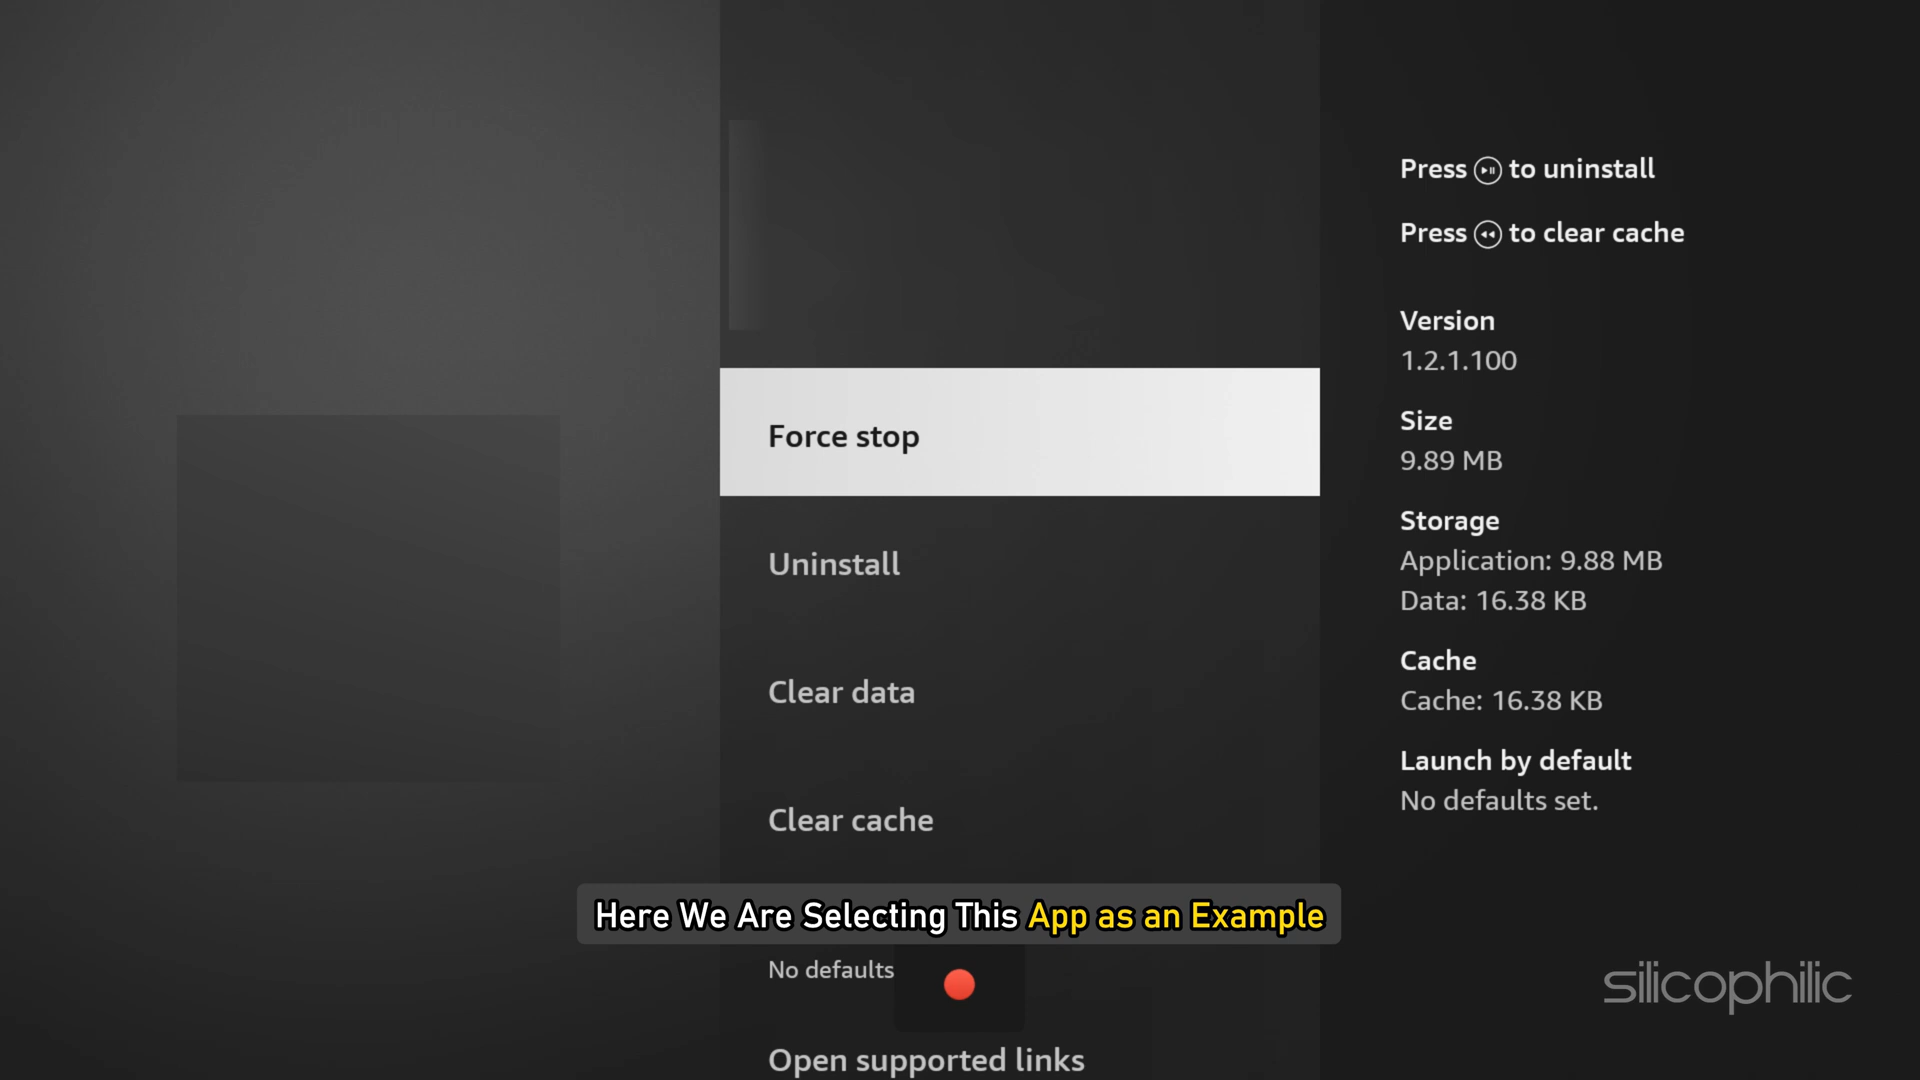 Press to uninstall
Press to clear cache
Version
1.2.1.100
Size
9.89 MB
Storage
Application: 9.88 MB
Data: 16.38 KB
Cache
Cache: 16.38 KB
Launch by default
No defaults set.
Force stop
Uninstall
Clear data
Clear cache
Here We Are Selecting This App as an Example
No defaults
Open supported links
silicophilic